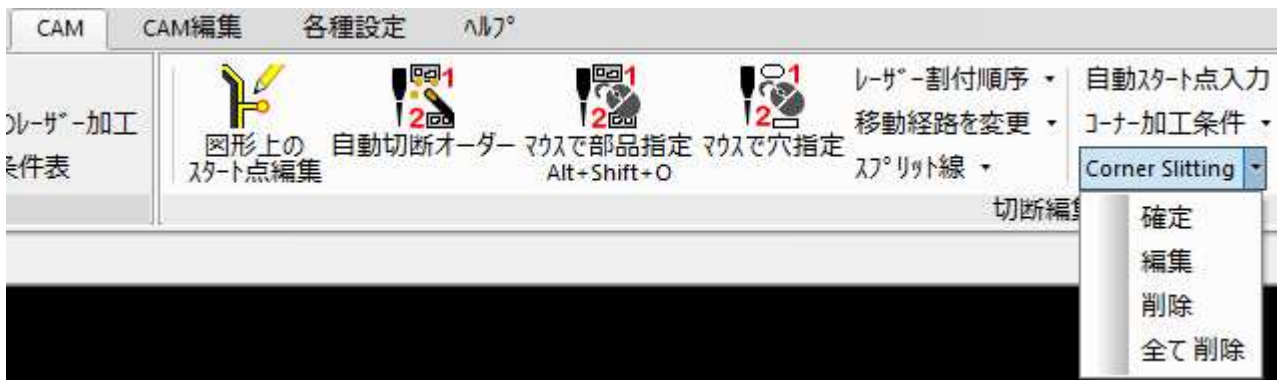 CAM CAM編集 各種設定 ﾍﾙﾌﾟ
ﾚｰｻﾞｰ加工
条件表
図形上の
ｽﾀｰﾄ点編集
自動切断オーダー
ﾏｳｽで部品指定
Alt+Shift+O
ﾏｳｽで穴指定
ﾚｰｻﾞｰ割付順序
移動経路を変更
ｽﾌﾟﾘｯﾄ線
自動ｽﾀｰﾄ点入力
ｺｰﾅｰ加工条件
Corner Slitting
切断編集
確定
編集
削除
全て削除